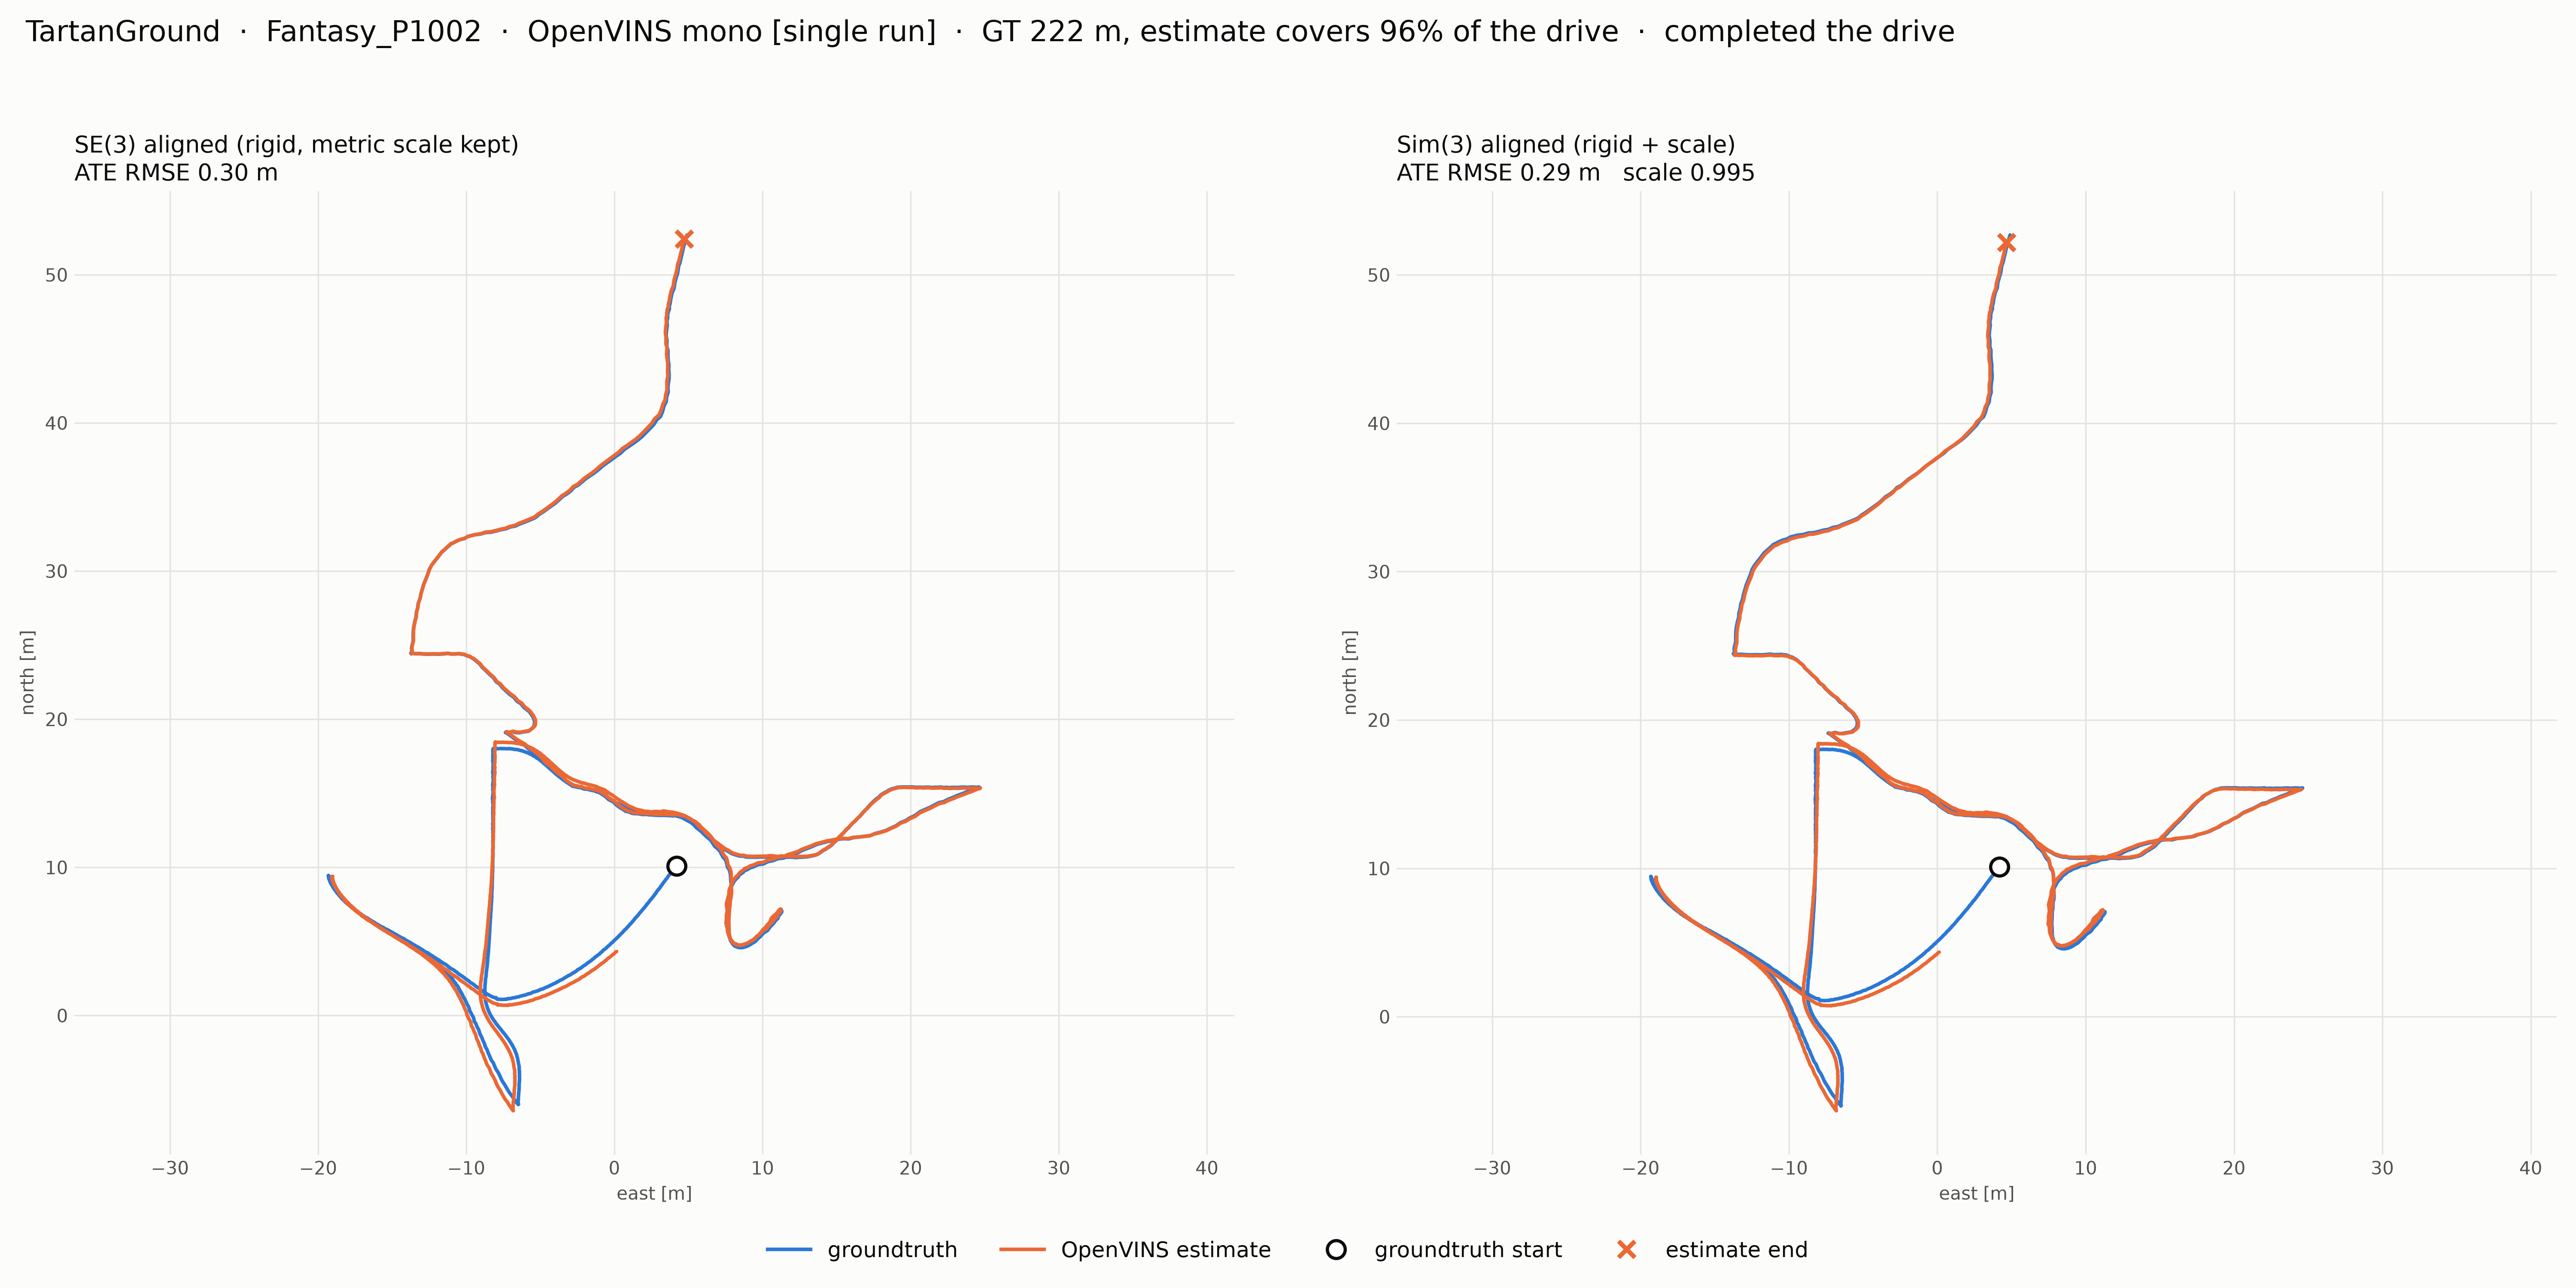 TartanGround · Fantasy_P1002 · OpenVINS mono [single run] · GT 222 m, estimate covers 96% of the drive · completed the drive
SE(3) aligned (rigid, metric scale kept)
ATE RMSE 0.30 m
50
40
30
20
10
0
north [m]
−30 −20 −10 0 10 20 30 40
east [m]
Sim(3) aligned (rigid + scale)
ATE RMSE 0.29 m scale 0.995
50
40
30
20
10
0
north [m]
−30 −20 −10 0 10 20 30 40
east [m]
groundtruth OpenVINS estimate groundtruth start estimate end